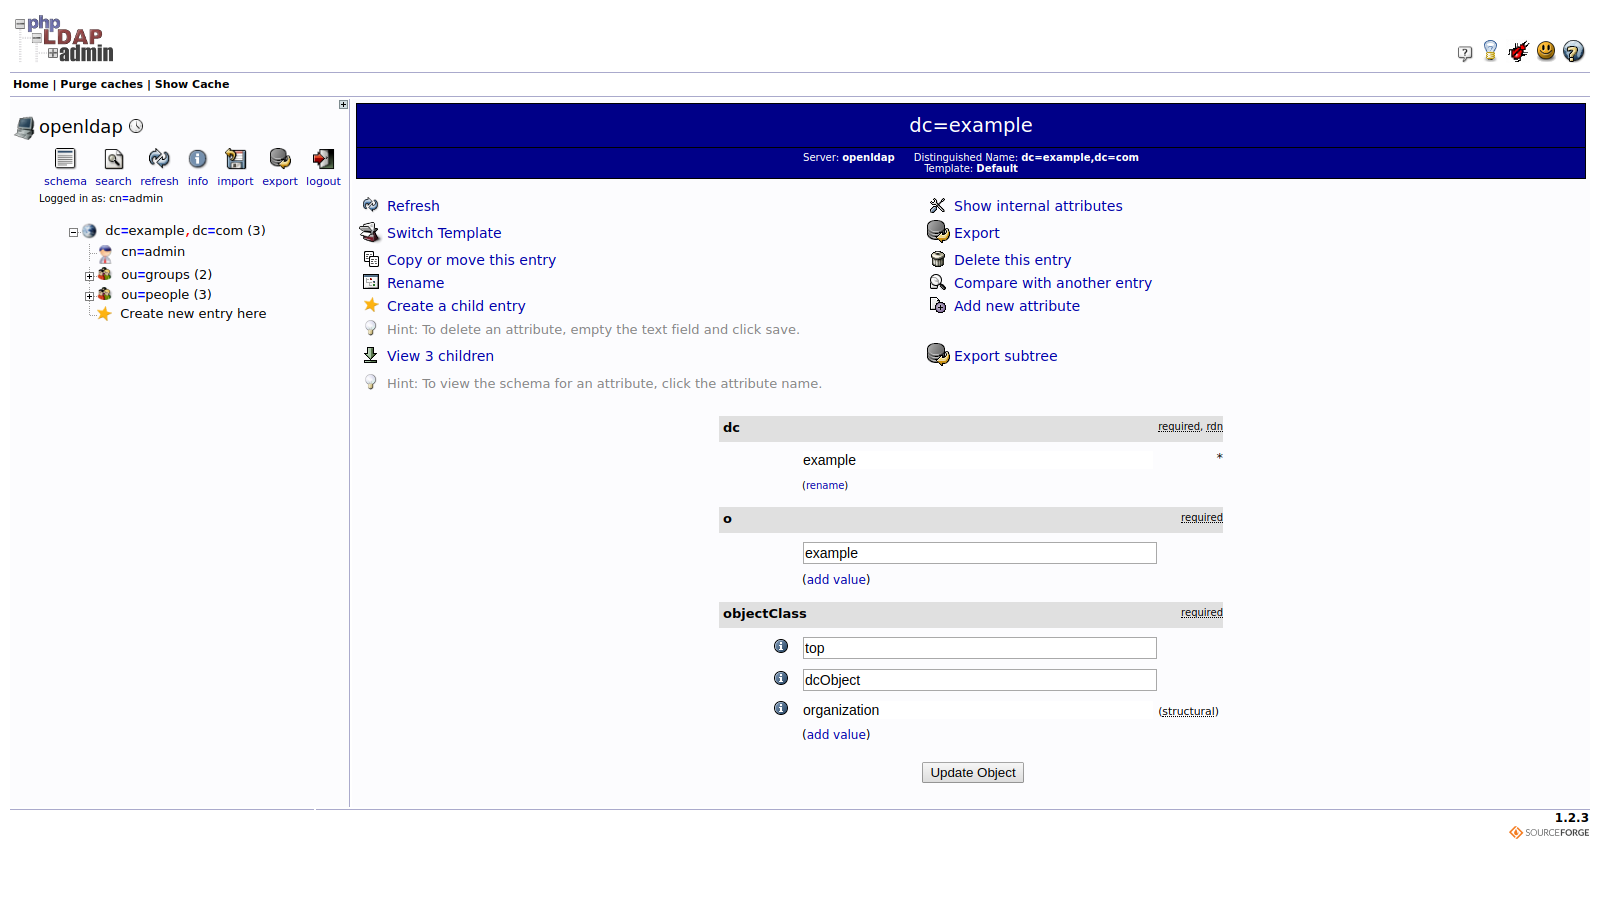 php
LDAP
admin
Home | Purge caches | Show Cache
openldap
schema search refresh info import export logout
Logged in as: cn=admin
dc=example,dc=com (3)
cn=admin
ou=groups (2)
ou=people (3)
Create new entry here
dc=example
Server: openldap Distinguished Name: dc=example,dc=com
Template: Default
Refresh Show internal attributes
Switch Template Export
Copy or move this entry Delete this entry
Rename Compare with another entry
Create a child entry Add new attribute
Hint: To delete an attribute, empty the text field and click save.
View 3 children Export subtree
Hint: To view the schema for an attribute, click the attribute name.
dc required, rdn
example *
(rename)
o required
example
(add value)
objectClass required
top
dcObject
organization (structural)
(add value)
Update Object
1.2.3
SOURCEFORGE